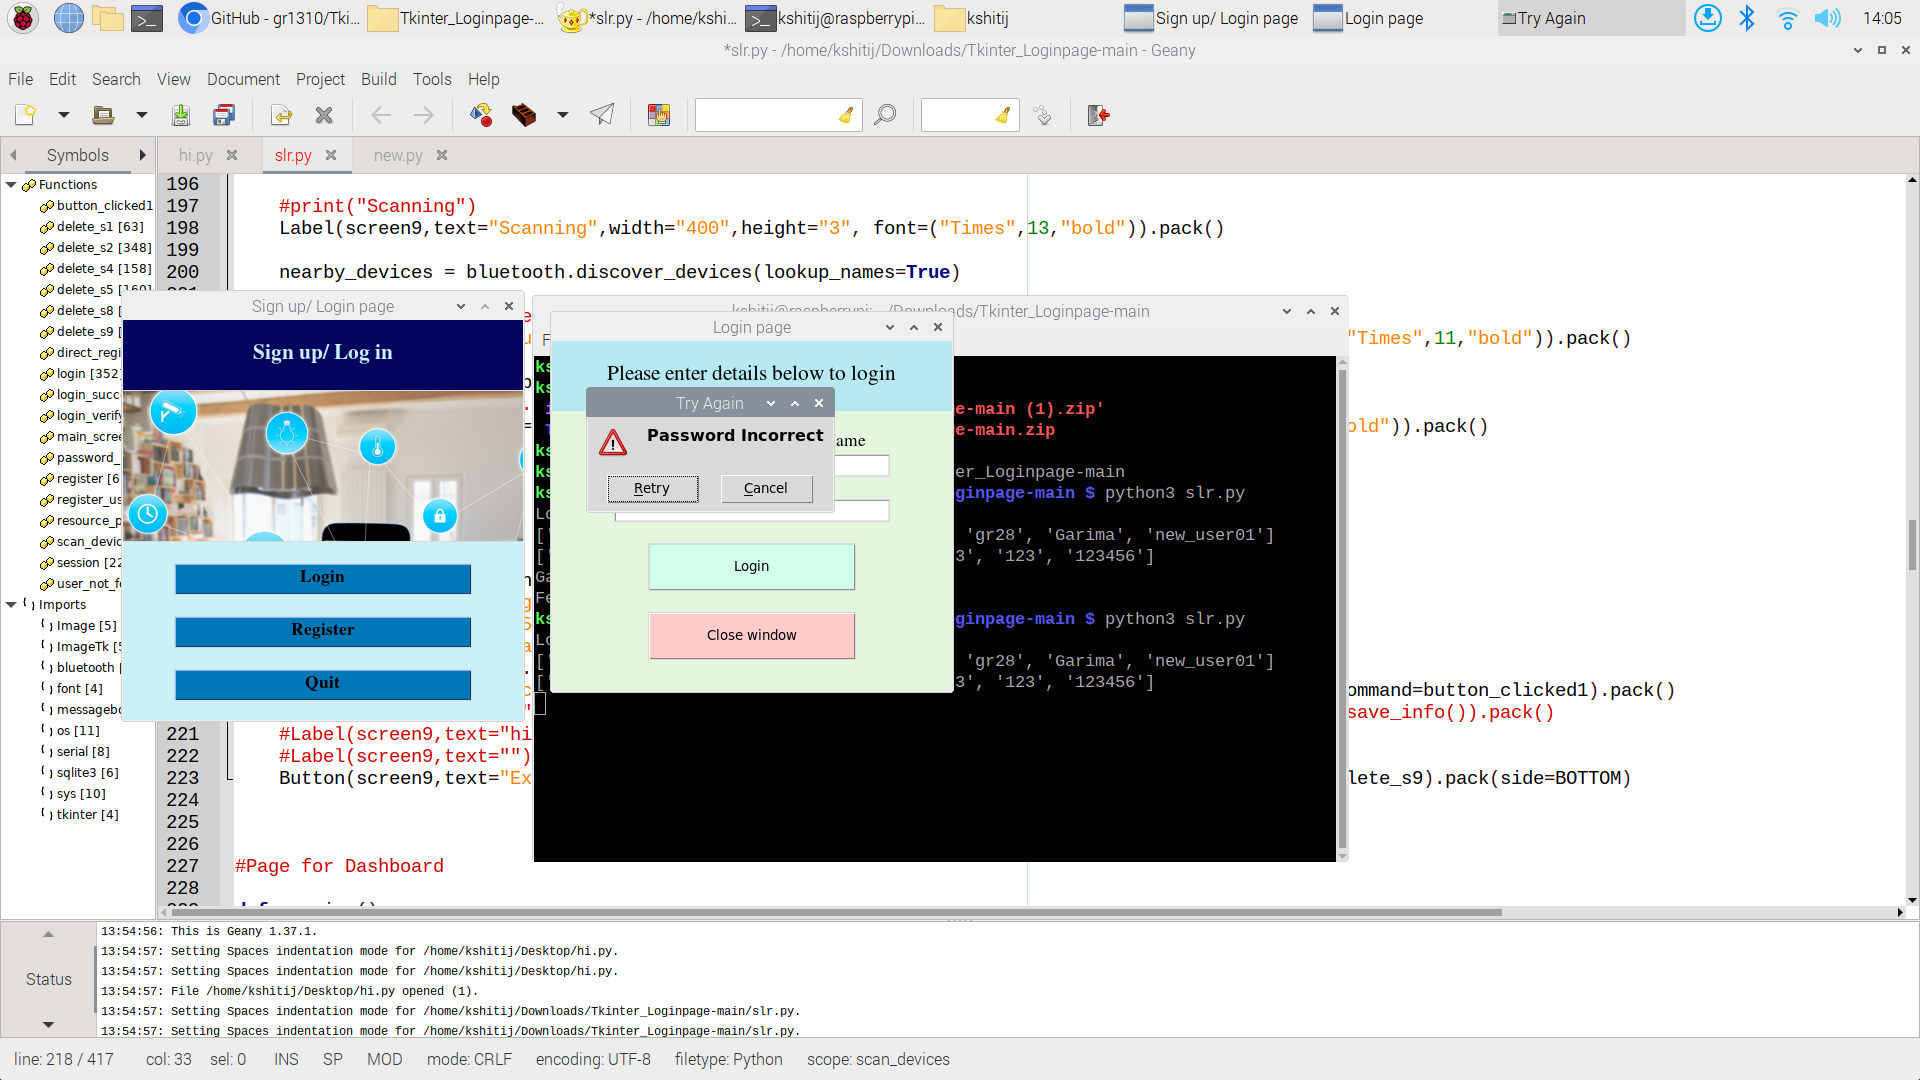 GitHub - gr1310/Tki...
Tkinter_Loginpage-...
*slr.py - /home/kshi...
kshitij@raspberrypi...
kshitij
Sign up/ Login page
Login page
Try Again
14:05
*slr.py - /home/kshitij/Downloads/Tkinter_Loginpage-main - Geany
File Edit Search View Document Project Build Tools Help
Symbols
hi.py
slr.py
new.py
Functions
button_clicked1
delete_s1 [63]
delete_s2 [348]
delete_s4 [158]
delete_s5 [160]
delete_s8
delete_s9
direct_regi
login [352]
login_succ
login_verify
main_scree
password_
register [6
register_us
resource_p
scan_devic
session [22
user_not_f
Imports
Image [5]
ImageTk [5
bluetooth [
font [4]
messagebo
os [11]
serial [8]
sqlite3 [6]
sys [10]
tkinter [4]
196
197 #print("Scanning")
198 Label(screen9,text="Scanning",width="400",height="3", font=("Times",13,"bold")).pack()
199
200 nearby_devices = bluetooth.discover_devices(lookup_names=True)
"Times",11,"bold")).pack()
old")).pack()
ommand=button_clicked1).pack()
save_info()).pack()
221 #Label(screen9,text="hi
222 #Label(screen9,text="")
223 Button(screen9,text="Ex
lete_s9).pack(side=BOTTOM)
224
225
226
227 #Page for Dashboard
228
Sign up/ Login page
Sign up/ Log in
Login
Register
Quit
kshitij@raspberrypi: ~/Downloads/Tkinter_Loginpage-main
F
ks
ks
e-main (1).zip'
e-main.zip
ks
ks
er_Loginpage-main
ks
ginpage-main $ python3 slr.py
Lo
[' 'gr28', 'Garima', 'new_user01']
[' 3', '123', '123456']
Ga
Fe
ks
ginpage-main $ python3 slr.py
Lo
[' 'gr28', 'Garima', 'new_user01']
[' 3', '123', '123456']
Login page
Please enter details below to login
ame
Login
Close window
Try Again
Password Incorrect
Retry
Cancel
Status
13:54:56: This is Geany 1.37.1.
13:54:57: Setting Spaces indentation mode for /home/kshitij/Desktop/hi.py.
13:54:57: Setting Spaces indentation mode for /home/kshitij/Desktop/hi.py.
13:54:57: File /home/kshitij/Desktop/hi.py opened (1).
13:54:57: Setting Spaces indentation mode for /home/kshitij/Downloads/Tkinter_Loginpage-main/slr.py.
13:54:57: Setting Spaces indentation mode for /home/kshitij/Downloads/Tkinter_Loginpage-main/slr.py.
line: 218 / 417 col: 33 sel: 0 INS SP MOD mode: CRLF encoding: UTF-8 filetype: Python scope: scan_devices